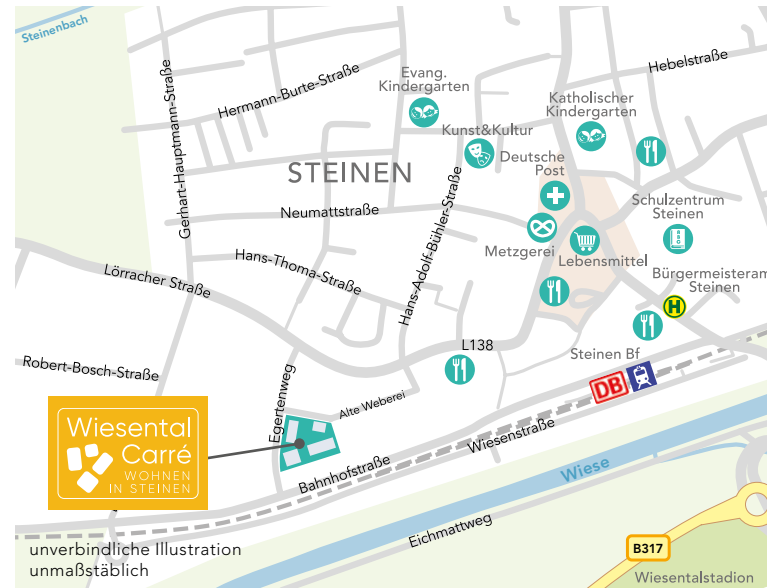 Steinenbach
Gerhart-Hauptmann-Straße
Hermann-Burte-Straße
Evang.
Kindergarten
Hebelstraße
Katholischer
Kindergarten
Kunst&Kultur
Deutsche
Post
STEINEN
Neumattstraße
Hans-Adolf-Bühler-Straße
Schulzentrum
Steinen
Metzgerei
Lebensmittel
Hans-Thoma-Straße
Lörracher Straße
Bürgermeisteram
Steinen
H
L138
Steinen Bf
DB
Robert-Bosch-Straße
Egertenweg
Alte Weberei
Wiesental
Carré
WOHNEN
IN STEINEN
Bahnhofstraße
Wiesenstraße
Wiese
Eichmattweg
B317
Wiesentalstadion
unverbindliche Illustration
unmaßstäblich